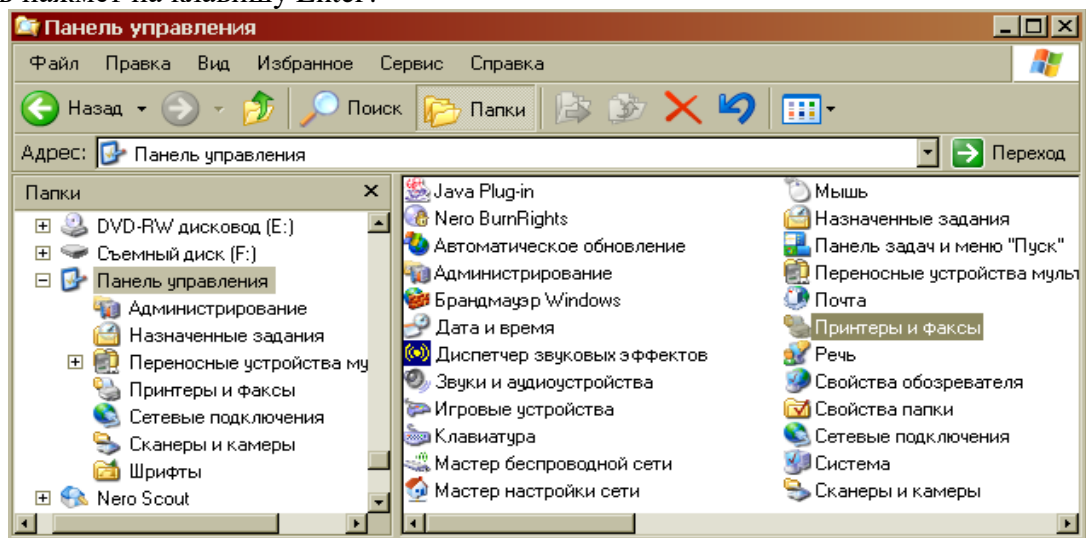 в нажмет на клавишу Enter?
Панель управления
Файл Правка Вид Избранное Сервис Справка
Назад Поиск Папки
Адрес: Панель управления Переход
Папки
DVD-RW дисковод (E:)
Съемный диск (F:)
Панель управления
Администрирование
Назначенные задания
Переносные устройства му
Принтеры и факсы
Сетевые подключения
Сканеры и камеры
Шрифты
Nero Scout
Java Plug-in
Nero BurnRights
Автоматическое обновление
Администрирование
Брандмауэр Windows
Дата и время
Диспетчер звуковых эффектов
Звуки и аудиоустройства
Игровые устройства
Клавиатура
Мастер беспроводной сети
Мастер настройки сети
Мышь
Назначенные задания
Панель задач и меню "Пуск"
Переносные устройства мульт
Почта
Принтеры и факсы
Речь
Свойства обозревателя
Свойства папки
Сетевые подключения
Система
Сканеры и камеры